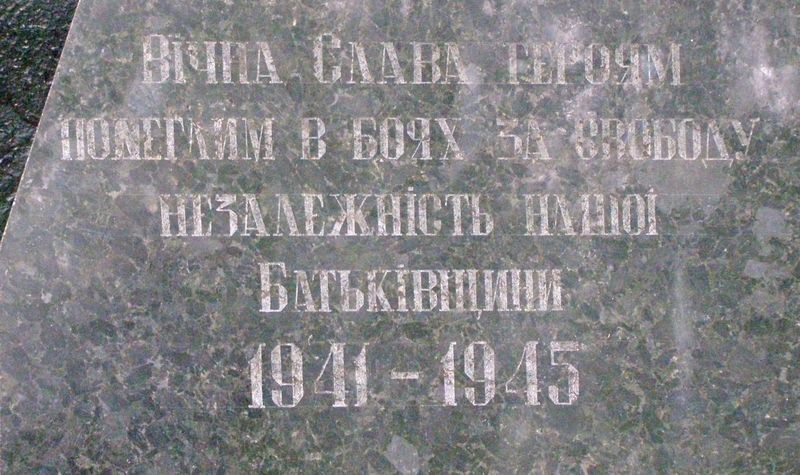 Вічна Слава героям
полеглим в боях за свободу
незалежність нашої
Батьківщини
1941-1945